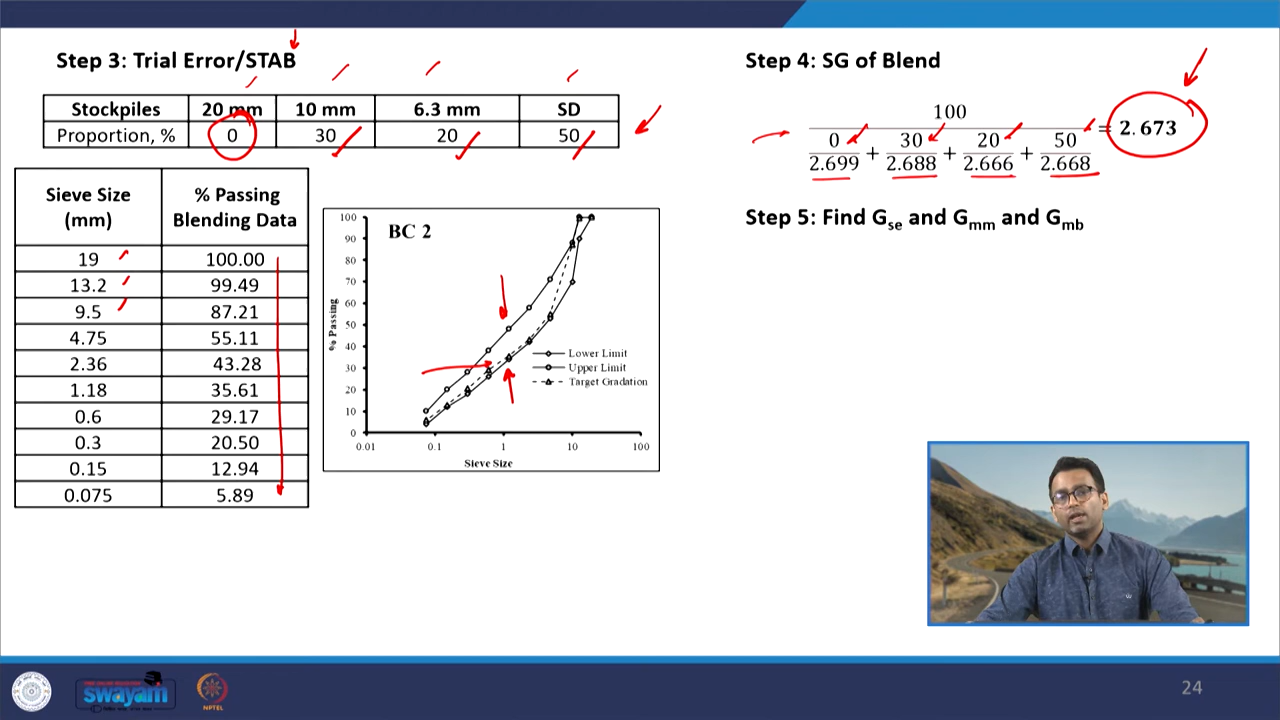 Step 3: Trial Error/STAB
Stockpiles 20 mm 10 mm 6.3 mm SD
Proportion, % 0 30 20 50
Sieve Size (mm) % Passing Blending Data
19 100.00
13.2 99.49
9.5 87.21
4.75 55.11
2.36 43.28
1.18 35.61
0.6 29.17
0.3 20.50
0.15 12.94
0.075 5.89
BC 2
% Passing
100
90
80
70
60
50
40
30
20
10
0
0.01 0.1 1 10 100
Sieve Size
Lower Limit
Upper Limit
Target Gradation
Step 4: SG of Blend
100
0 30 20 50
2.699 + 2.688 + 2.666 + 2.668
= 2.673
Step 5: Find Gse and Gmm and Gmb
swayam
NPTEL
24